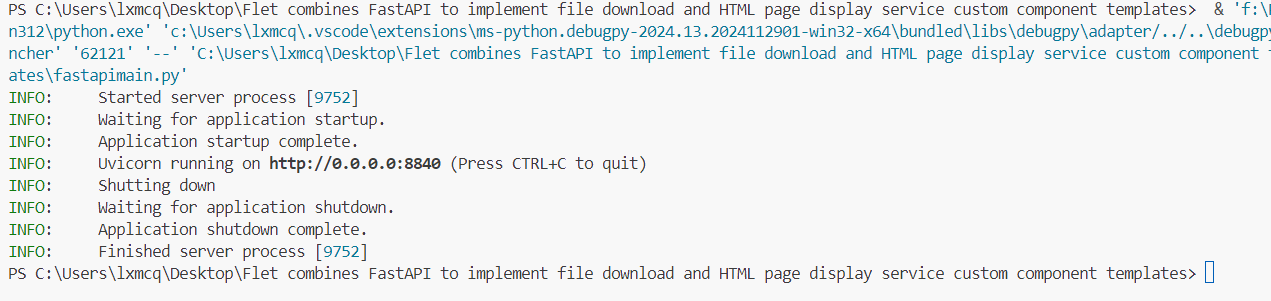 PS C:\Users\lxmcq\Desktop\Flet combines FastAPI to implement file download and HTML page display service custom component templates>  & 'f:\
n312\python.exe' 'c:\Users\lxmcq\.vscode\extensions\ms-python.debugpy-2024.13.2024112901-win32-x64\bundled\libs\debugpy\adapter/../..\debugpy
ncher' '62121' '--' 'C:\Users\lxmcq\Desktop\Flet combines FastAPI to implement file download and HTML page display service custom component t
ates\fastapimain.py'
INFO:     Started server process [9752]
INFO:     Waiting for application startup.
INFO:     Application startup complete.
INFO:     Uvicorn running on http://0.0.0.0:8840 (Press CTRL+C to quit)
INFO:     Shutting down
INFO:     Waiting for application shutdown.
INFO:     Application shutdown complete.
INFO:     Finished server process [9752]
PS C:\Users\lxmcq\Desktop\Flet combines FastAPI to implement file download and HTML page display service custom component templates>